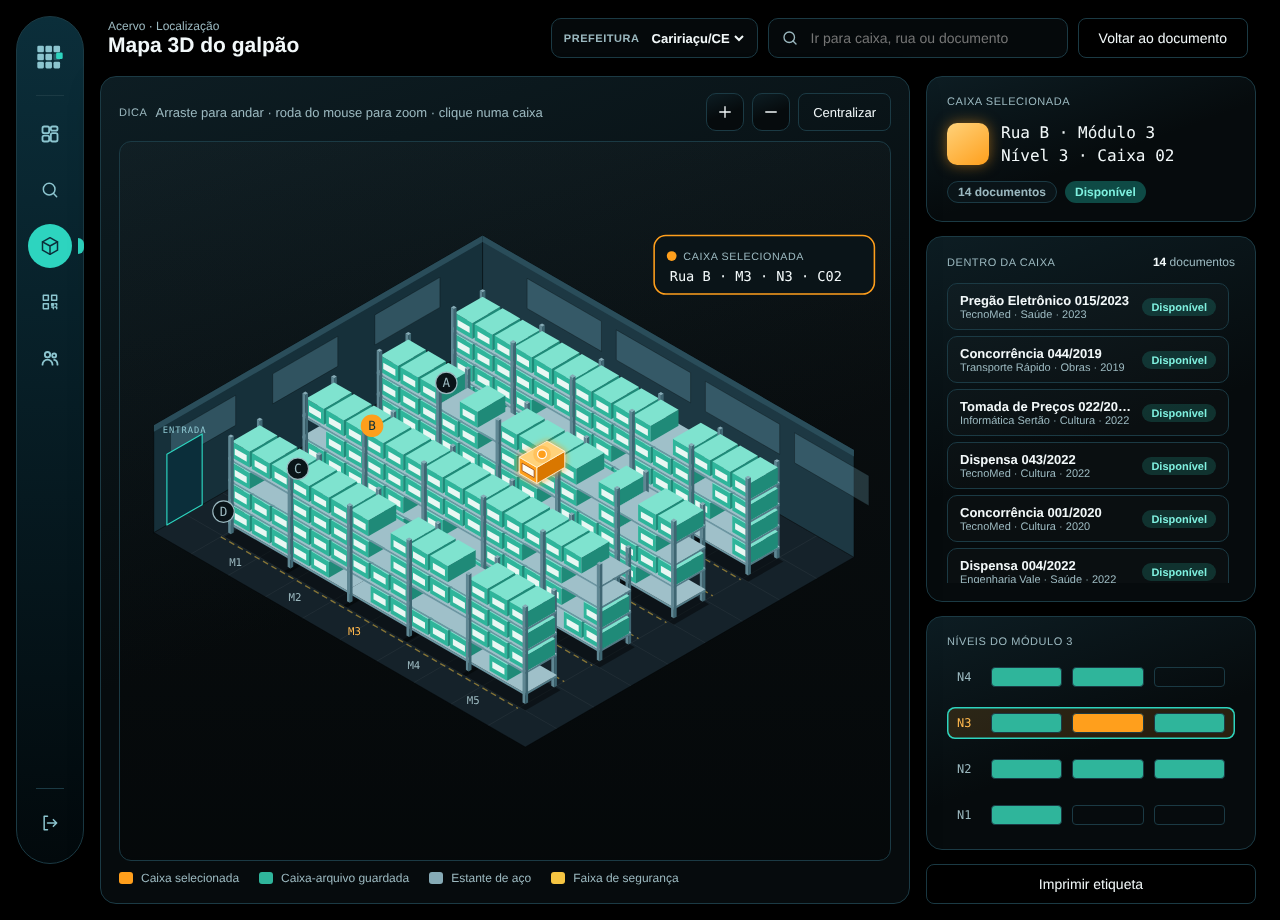 Acervo · Localização
Mapa 3D do galpão
PREFEITURA Caririaçu/CE
Ir para caixa, rua ou documento
Voltar ao documento
DICA Arraste para andar · roda do mouse para zoom · clique numa caixa
+
−
Centralizar
CAIXA SELECIONADA
Rua B · M3 · N3 · C02
ENTRADA
A
B
C
D
M1
M2
M3
M4
M5
Caixa selecionada
Caixa-arquivo guardada
Estante de aço
Faixa de segurança
CAIXA SELECIONADA
Rua B · Módulo 3
Nível 3 · Caixa 02
14 documentos
Disponível
DENTRO DA CAIXA
14 documentos
Pregão Eletrônico 015/2023
TecnoMed · Saúde · 2023
Disponível
Concorrência 044/2019
Transporte Rápido · Obras · 2019
Disponível
Tomada de Preços 022/20…
Informática Sertão · Cultura · 2022
Disponível
Dispensa 043/2022
TecnoMed · Cultura · 2022
Disponível
Concorrência 001/2020
TecnoMed · Cultura · 2020
Disponível
Dispensa 004/2022
Engenharia Vale · Saúde · 2022
Disponível
NÍVEIS DO MÓDULO 3
N4
N3
N2
N1
Imprimir etiqueta